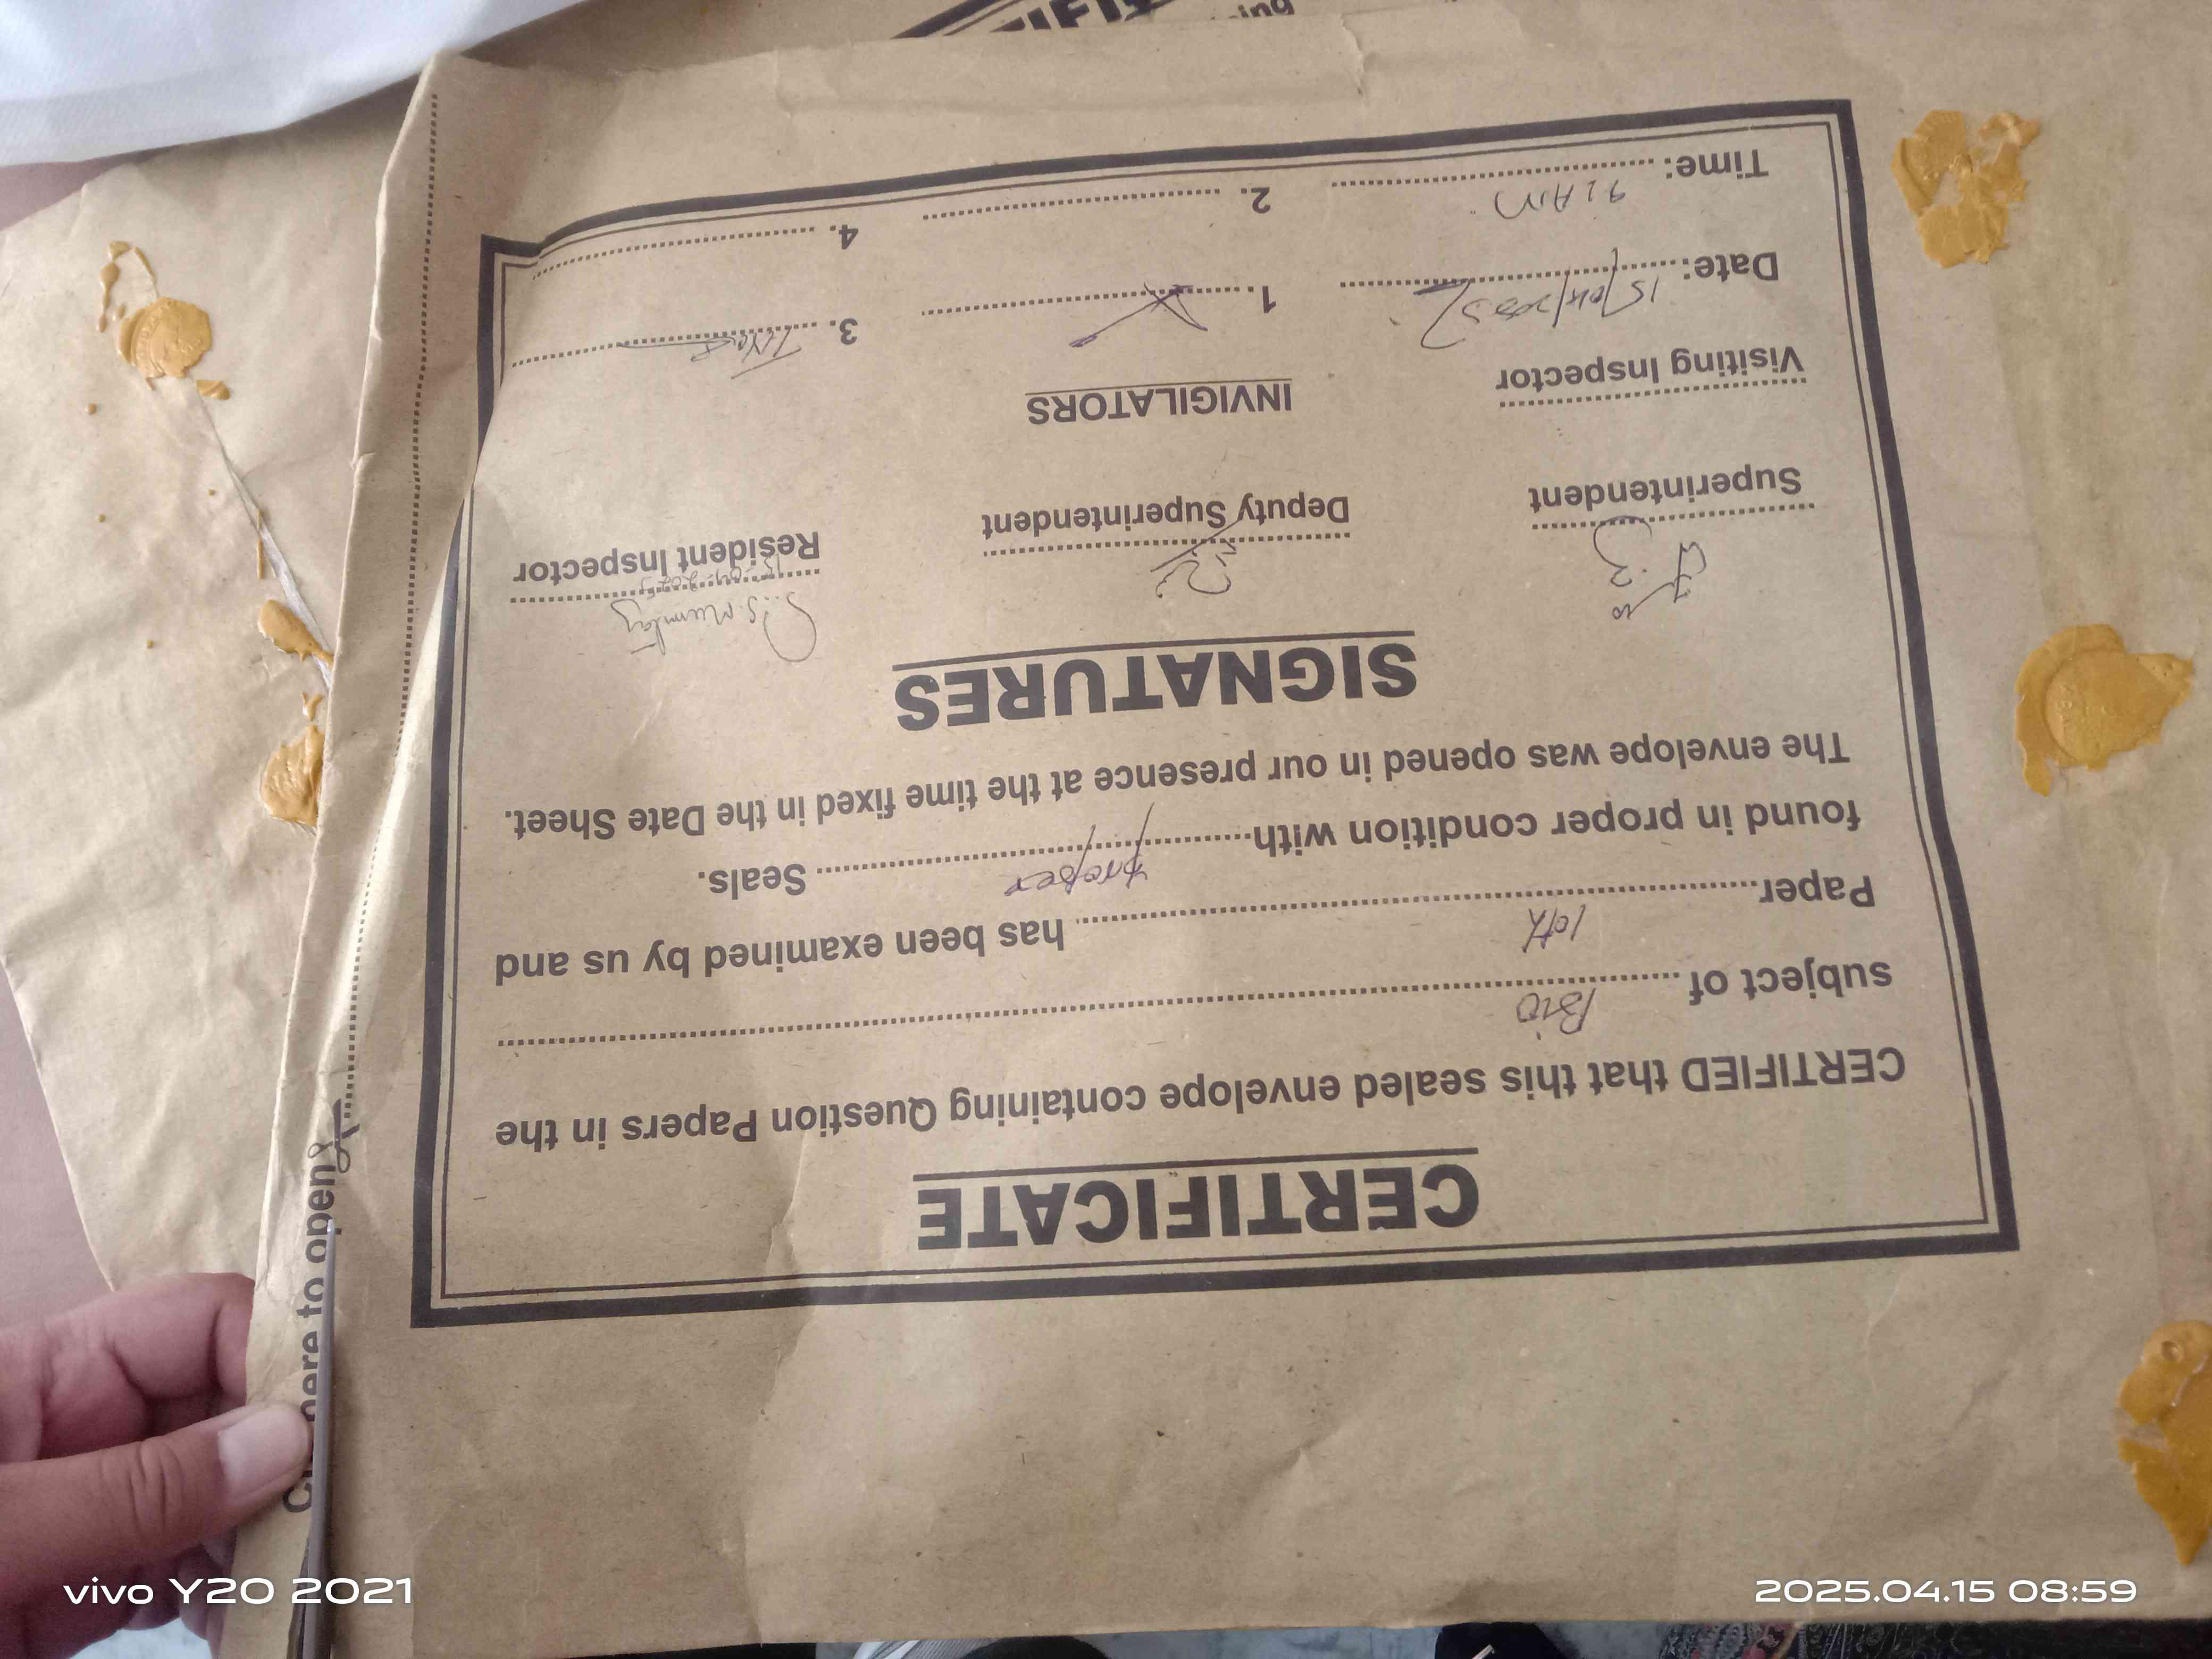 CERTIFICATE
CERTIFIED that this sealed envelope containing Question Papers in the
subject of Bio
Paper 10th has been examined by us and
found in proper condition with proper Seals.
The envelope was opened in our presence at the time fixed in the Date Sheet.
SIGNATURES
Superintendent
Deputy Superintendent
Resident Inspector
Visiting Inspector
INVIGILATORS
Date: 15/04/2025
1.
3.
Time: 9 AM
2.
4.
here to open
vivo Y20 2021
2025.04.15 08:59